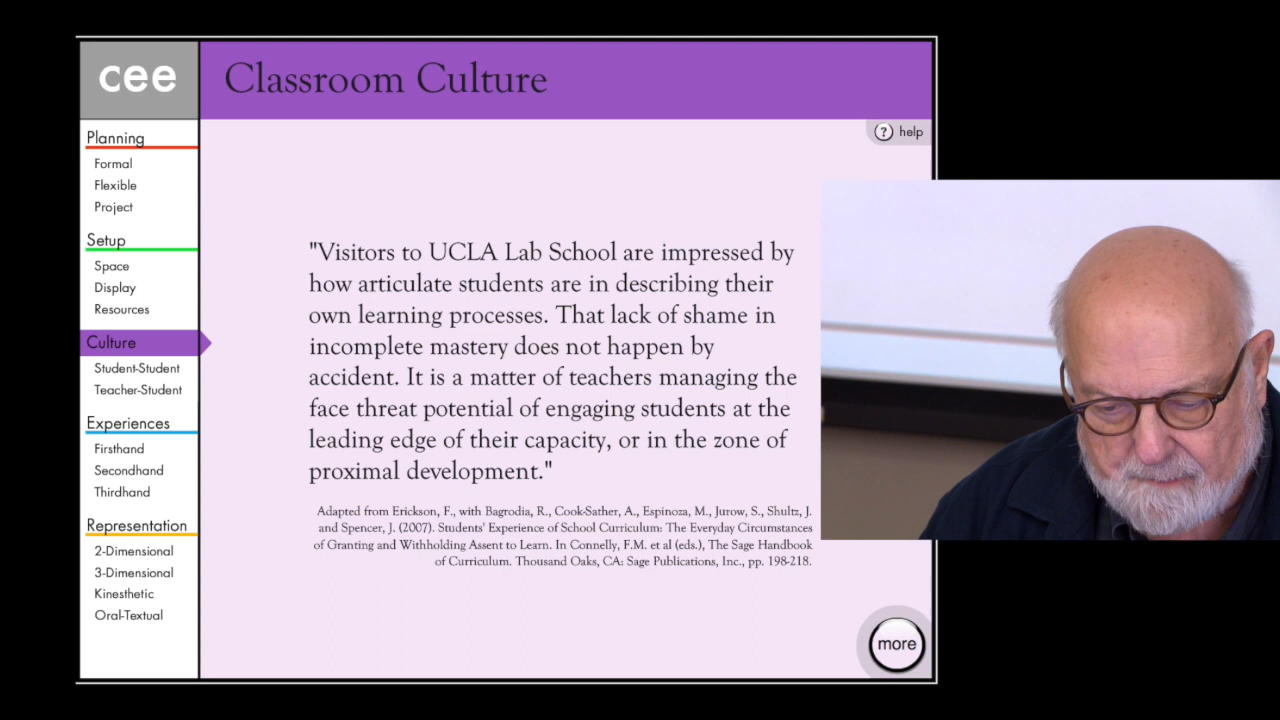 cee
Classroom Culture
? help
Planning
Formal
Flexible
Project
Setup
Space
Display
Resources
Culture
Student-Student
Teacher-Student
Experiences
Firsthand
Secondhand
Thirdhand
Representation
2-Dimensional
3-Dimensional
Kinesthetic
Oral-Textual
"Visitors to UCLA Lab School are impressed by
how articulate students are in describing their
own learning processes. That lack of shame in
incomplete mastery does not happen by
accident. It is a matter of teachers managing the
face threat potential of engaging students at the
leading edge of their capacity, or in the zone of
proximal development."
Adapted from Erickson, F., with Bagrodia, R., Cook-Sather, A., Espinoza, M., Jurow, S., Shultz, J.
and Spencer, J. (2007). Students' Experience of School Curriculum: The Everyday Circumstances
of Granting and Withholding Assent to Learn. In Connelly, F.M. et al (eds.), The Sage Handbook
of Curriculum. Thousand Oaks, CA: Sage Publications, Inc., pp. 198-218.
more